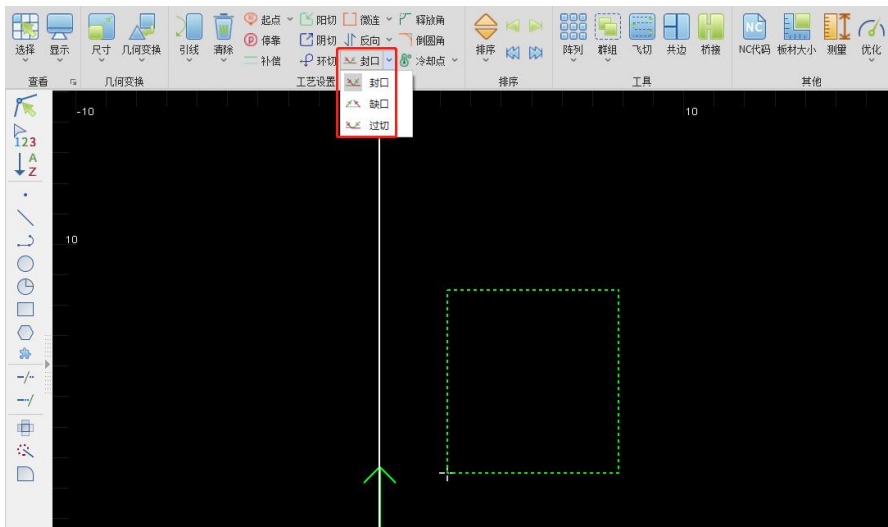 起点 阳切 微连 释放角
停靠 阴切 反向 倒圆角
补偿 环切 封口 冷却点
选择 显示 尺寸 几何变换 引线 清除 排序 阵列 群组 飞切 共边 桥接 NC代码 板材大小 测量 优化
查看 几何变换 工艺设置 排序 工具 其他
封口
缺口
过切
-10 10
10
123
A
Z
NC